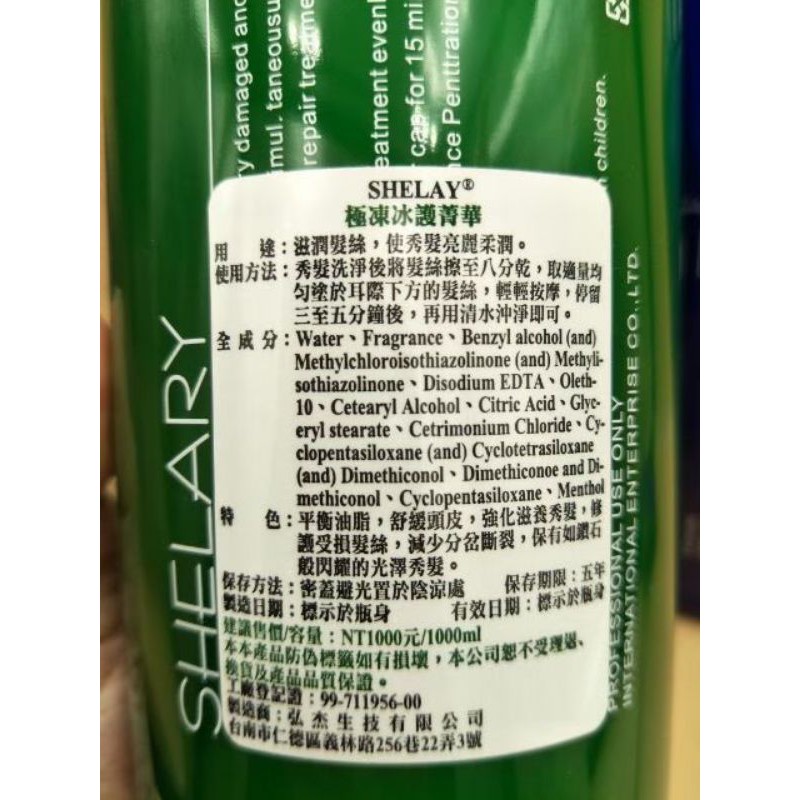 y damaged and
imul. taneousu
repair treatme
eatment even
cap for 15 mi
ce Penttration
children.
SHELARY
PROFESSIONAL USE ONLY
INTERNATIONAL ENTERPRISE CO.,LTD.
SHELAY®
極凍冰護菁華
用　途：滋潤髮絲，使秀髮亮麗柔潤。
使用方法：秀髮洗淨後將髮絲擦至八分乾，取適量均
勻塗於耳際下方的髮絲，輕輕按摩，停留
三至五分鐘後，再用清水沖淨即可。
全 成 分：Water、Fragrance、Benzyl alcohol (and)
Methylchloroisothiazolinone (and) Methyli-
sothiazolinone、Disodium EDTA、Oleth-
10、Cetearyl Alcohol、Citric Acid、Glyc-
eryl stearate、Cetrimonium Chloride、Cy-
clopentasiloxane (and) Cyclotetrasiloxane
(and) Dimethiconol、Dimethiconoe and Di-
methiconol、Cyclopentasiloxane、Menthol
特　色：平衡油脂，舒緩頭皮，強化滋養秀髮，修
護受損髮絲，減少分岔斷裂，保有如鑽石
般閃耀的光澤秀髮。
保存方法：密蓋避光置於陰涼處　保存期限：五年
製造日期：標示於瓶身　有效日期：標示於瓶身
建議售價/容量：NT1000元/1000ml
本本產品防偽標籤如有損壞，本公司恕不受理退、
換貨及產品品質保證。
工廠登記證：99-711956-00
製造商：弘杰生技有限公司
台南市仁德區義林路256巷22弄3號